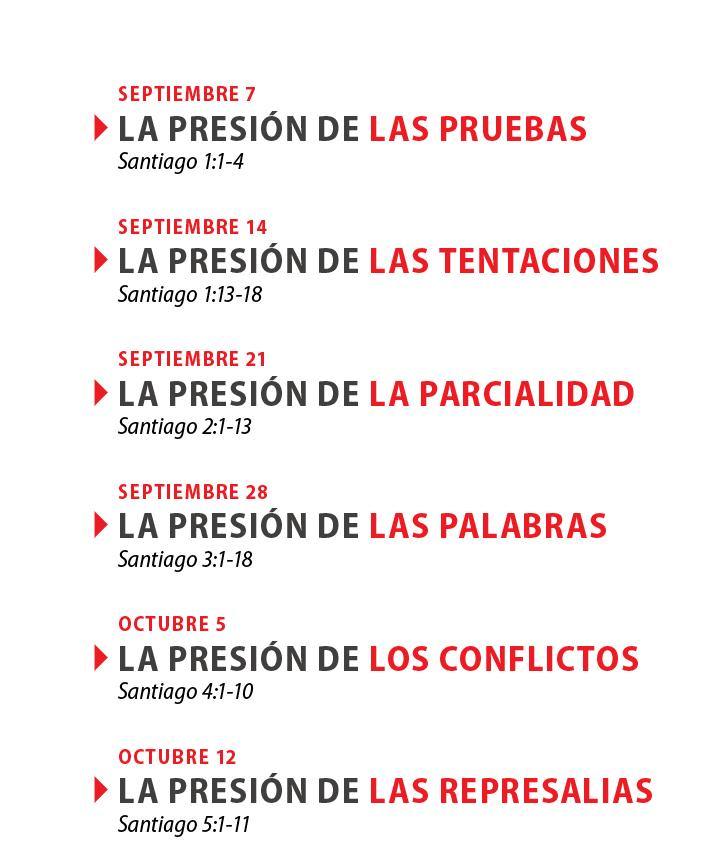 SEPTIEMBRE 7
LA PRESIÓN DE LAS PRUEBAS
Santiago 1:1-4
SEPTIEMBRE 14
LA PRESIÓN DE LAS TENTACIONES
Santiago 1:13-18
SEPTIEMBRE 21
LA PRESIÓN DE LA PARCIALIDAD
Santiago 2:1-13
SEPTIEMBRE 28
LA PRESIÓN DE LAS PALABRAS
Santiago 3:1-18
OCTUBRE 5
LA PRESIÓN DE LOS CONFLICTOS
Santiago 4:1-10
OCTUBRE 12
LA PRESIÓN DE LAS REPRESALIAS
Santiago 5:1-11